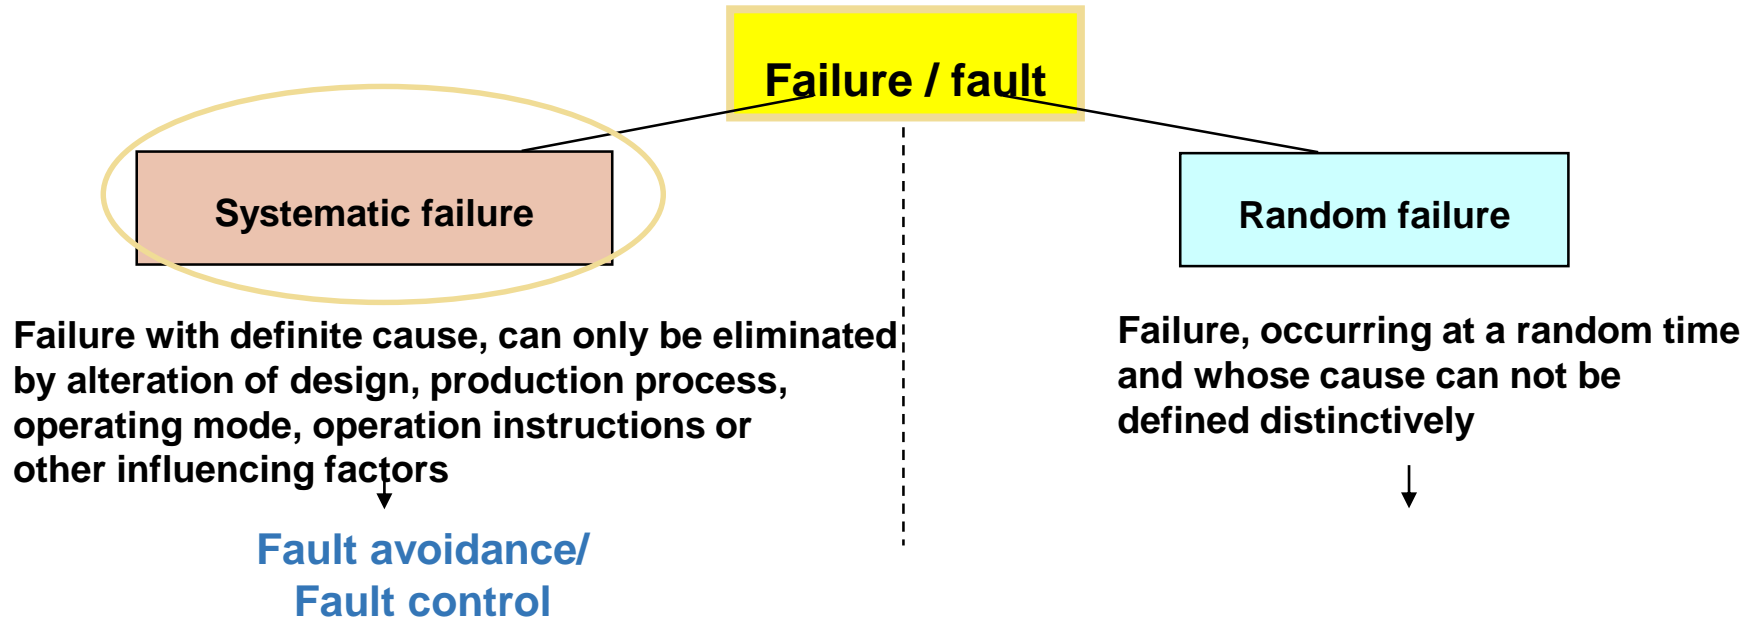 Failure / fault
Systematic failure
Random failure
Failure with definite cause, can only be eliminated
by alteration of design, production process,
operating mode, operation instructions or
other influencing factors
Failure, occurring at a random time
and whose cause can not be
defined distinctively
Fault avoidance/
Fault control